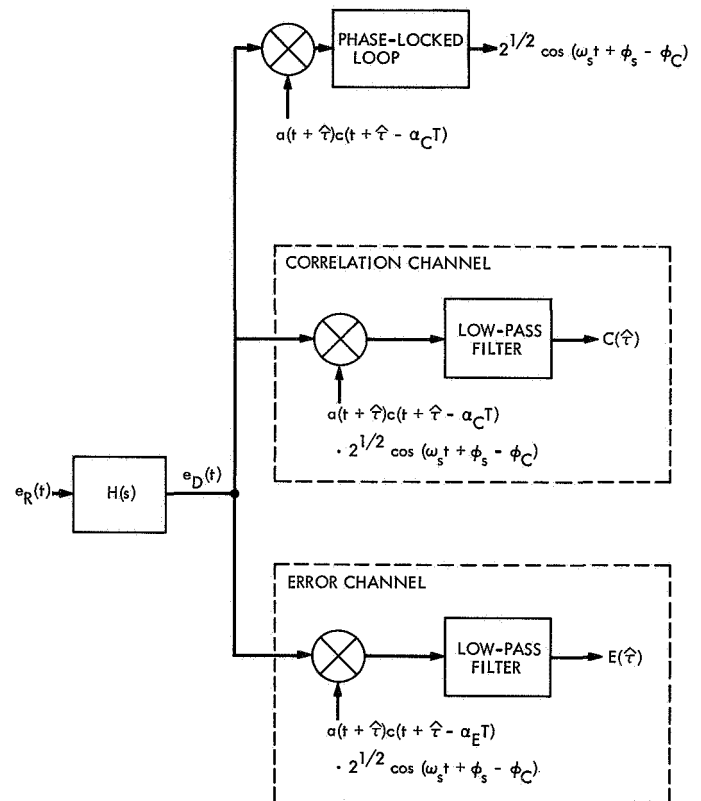 PHASE-LOCKED
LOOP
2^{1/2} cos (ω_s t + φ_s - φ_C)
a(t + τ̂)c(t + τ̂ - α_C T)
CORRELATION CHANNEL
LOW-PASS
FILTER
C(τ̂)
a(t + τ̂)c(t + τ̂ - α_C T)
· 2^{1/2} cos (ω_s t + φ_s - φ_C)
e_R(t)
H(s)
e_D(t)
ERROR CHANNEL
LOW-PASS
FILTER
E(τ̂)
a(t + τ̂)c(t + τ̂ - α_E T)
· 2^{1/2} cos (ω_s t + φ_s - φ_C).